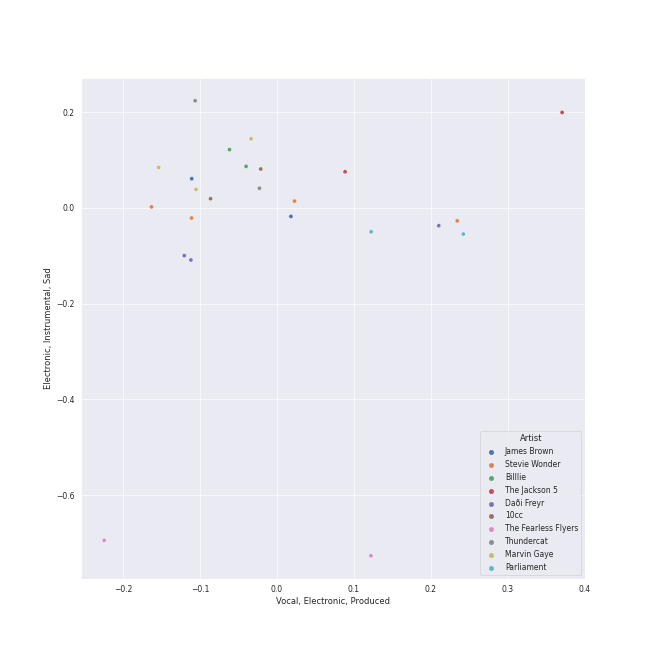 0.2
0.0
−0.2
−0.4
−0.6
Electronic, Instrumental, Sad
−0.2
−0.1
0.0
0.1
0.2
0.3
0.4
Vocal, Electronic, Produced
Artist
James Brown
Stevie Wonder
Billlie
The Jackson 5
Daði Freyr
10cc
The Fearless Flyers
Thundercat
Marvin Gaye
Parliament